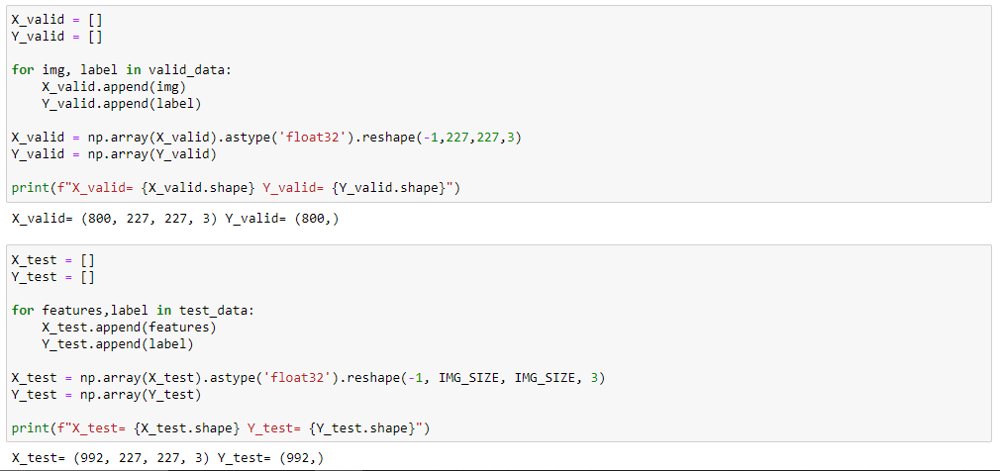 X_valid = []
Y_valid = []
for img, label in valid_data:
    X_valid.append(img)
    Y_valid.append(label)
X_valid = np.array(X_valid).astype('float32').reshape(-1,227,227,3)
Y_valid = np.array(Y_valid)
print(f"X_valid= {X_valid.shape} Y_valid= {Y_valid.shape}")
X_valid= (800, 227, 227, 3) Y_valid= (800,)
X_test = []
Y_test = []
for features,label in test_data:
    X_test.append(features)
    Y_test.append(label)
X_test = np.array(X_test).astype('float32').reshape(-1, IMG_SIZE, IMG_SIZE, 3)
Y_test = np.array(Y_test)
print(f"X_test= {X_test.shape} Y_test= {Y_test.shape}")
X_test= (992, 227, 227, 3) Y_test= (992,)